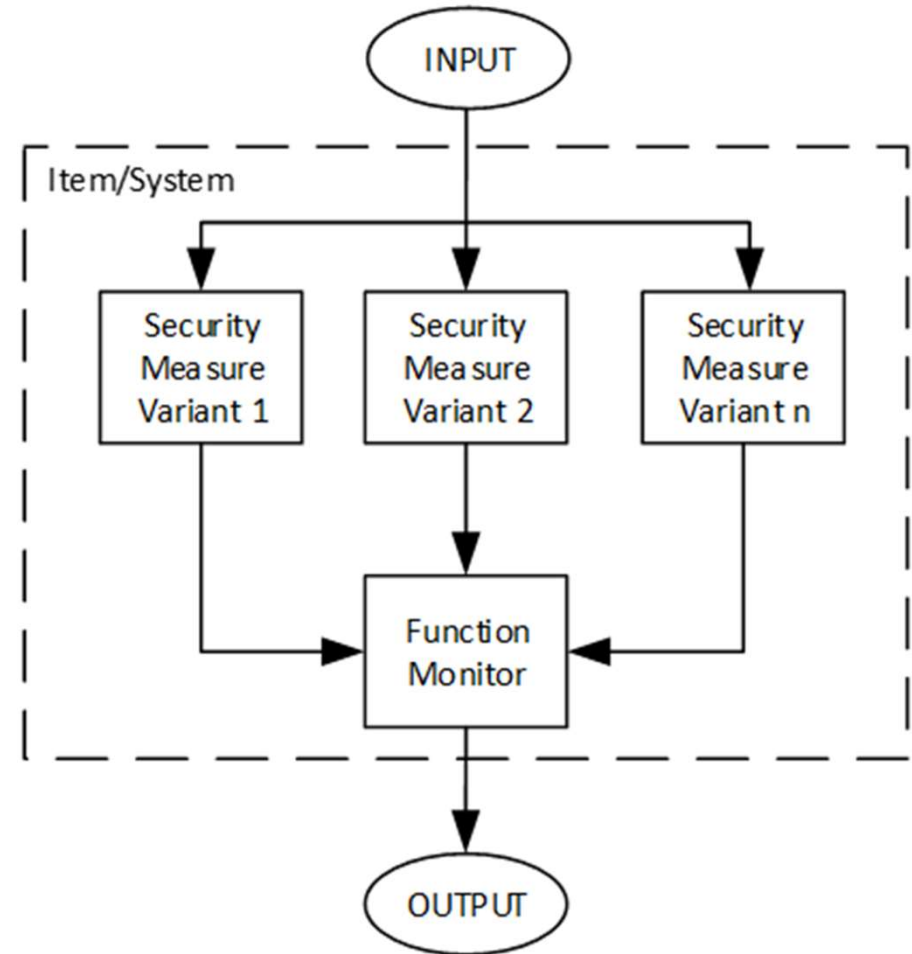 INPUT
Item/System
Security
Measure
Variant 1
Security
Measure
Variant 2
Security
Measure
Variant n
Function
Monitor
OUTPUT